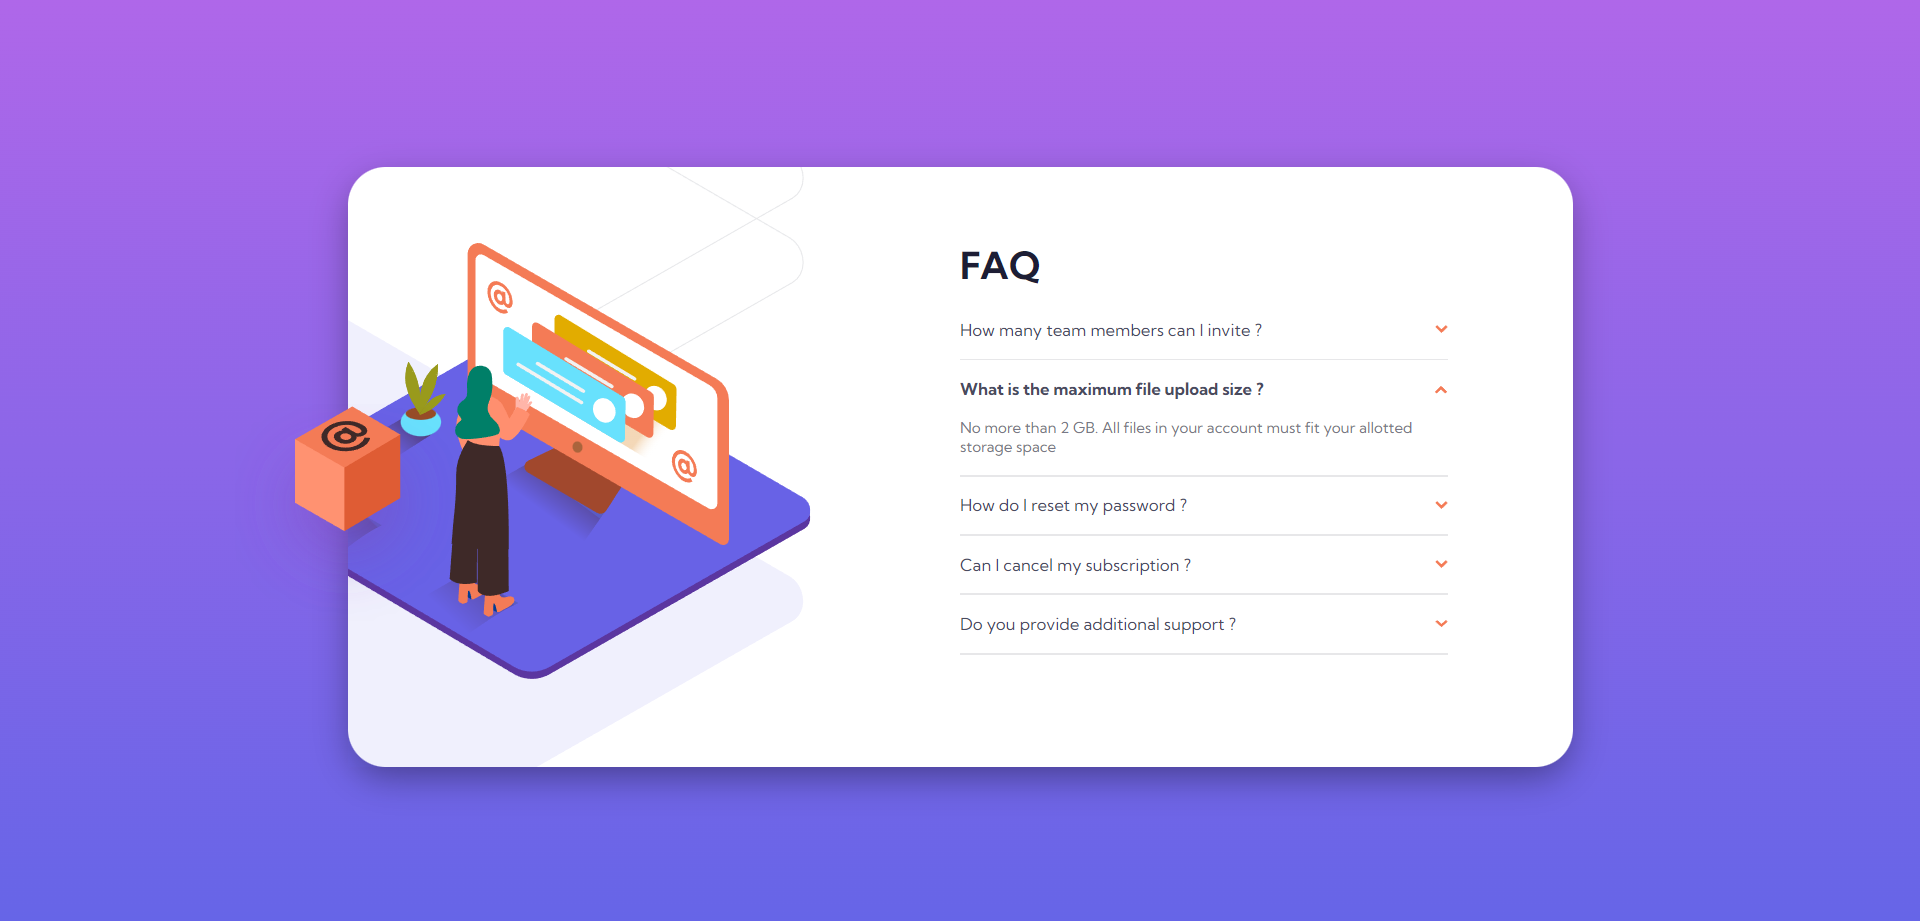 FAQ
How many team members can I invite ?
What is the maximum file upload size ?
No more than 2 GB. All files in your account must fit your allotted
storage space
How do I reset my password ?
Can I cancel my subscription ?
Do you provide additional support ?
@
@
@